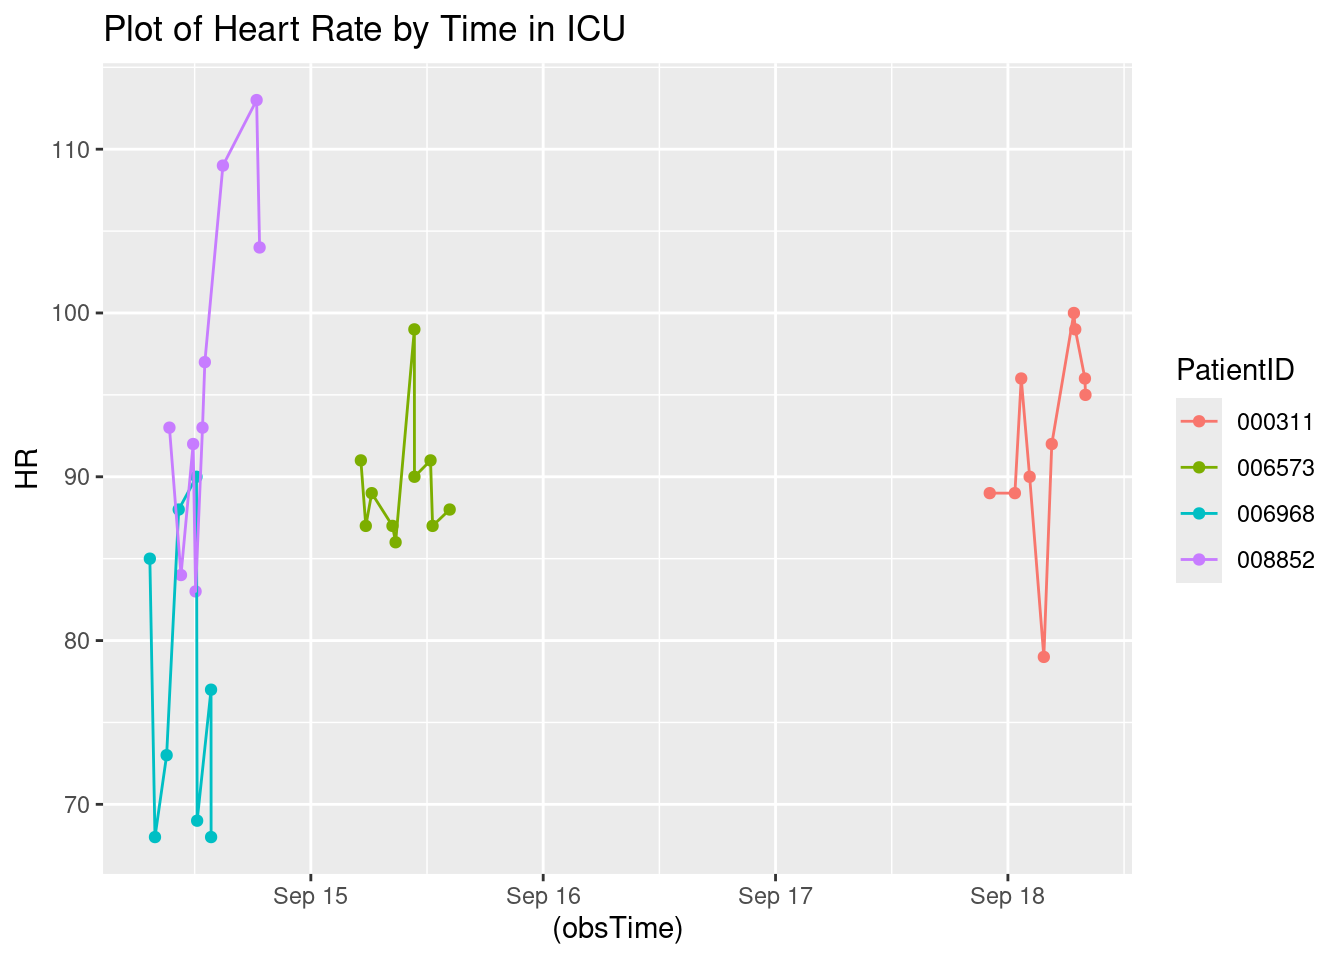 Plot of Heart Rate by Time in ICU
HR
110
100
90
80
70
Sep 15
Sep 16
Sep 17
Sep 18
(obsTime)
PatientID
000311
006573
006968
008852